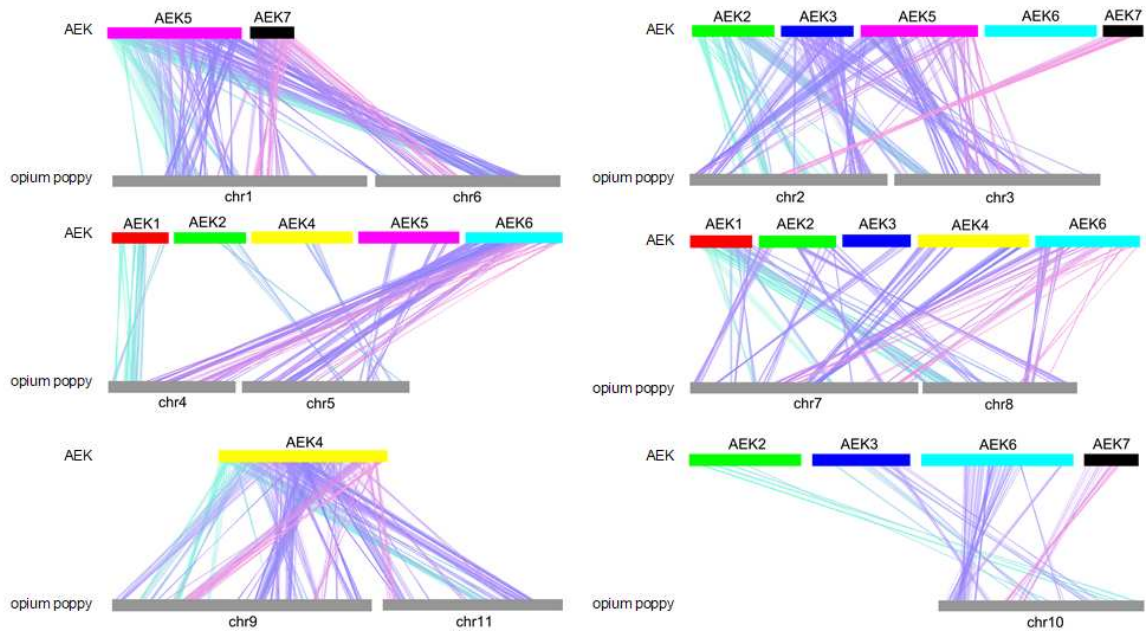 AEK AEK5 AEK7
opium poppy
chr1 chr6
AEK AEK2 AEK3 AEK5 AEK6 AEK7
opium poppy
chr2 chr3
AEK AEK1 AEK2 AEK4 AEK5 AEK6
opium poppy
chr4 chr5
AEK AEK1 AEK2 AEK3 AEK4 AEK6
opium poppy
chr7 chr8
AEK AEK4
opium poppy
chr9 chr11
AEK AEK2 AEK3 AEK6 AEK7
opium poppy
chr10